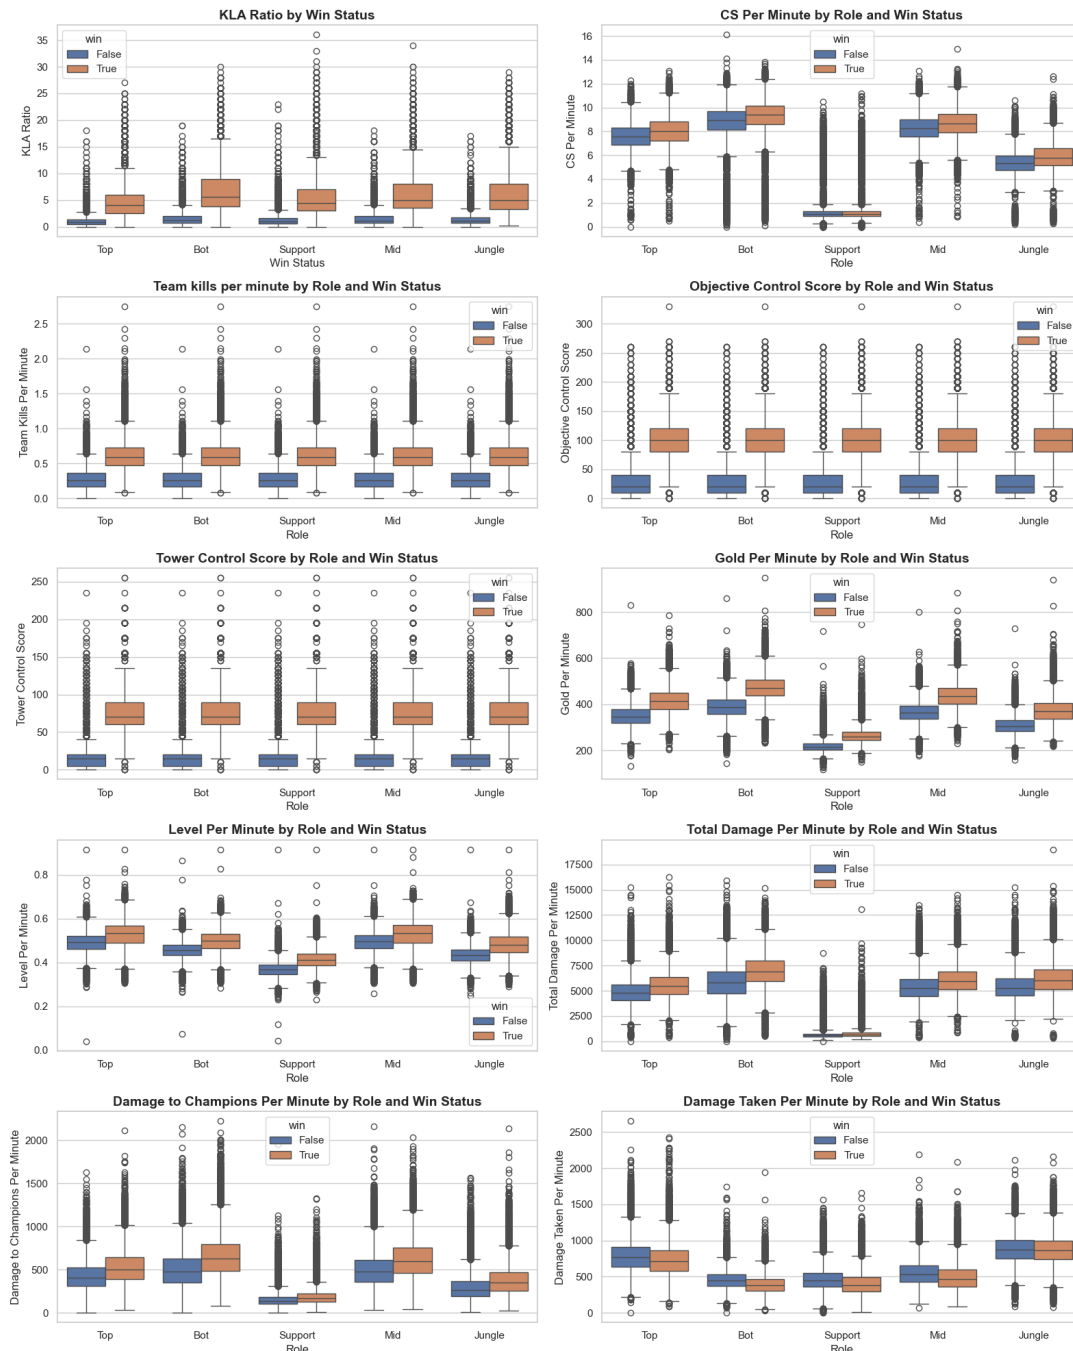 KLA Ratio by Win Status
KLA Ratio
35
30
25
20
15
10
5
0
win
False
True
Top
Bot
Support
Mid
Jungle
Win Status
CS Per Minute by Role and Win Status
CS Per Minute
16
14
12
10
8
6
4
2
0
win
False
True
Top
Bot
Support
Mid
Jungle
Role
Team kills per minute by Role and Win Status
Team Kills Per Minute
2.5
2.0
1.5
1.0
0.5
0.0
win
False
True
Top
Bot
Support
Mid
Jungle
Role
Objective Control Score by Role and Win Status
Objective Control Score
300
250
200
150
100
50
0
win
False
True
Top
Bot
Support
Mid
Jungle
Role
Tower Control Score by Role and Win Status
Tower Control Score
250
200
150
100
50
0
win
False
True
Top
Bot
Support
Mid
Jungle
Role
Gold Per Minute by Role and Win Status
Gold Per Minute
800
600
400
200
win
False
True
Top
Bot
Support
Mid
Jungle
Role
Level Per Minute by Role and Win Status
Level Per Minute
0.8
0.6
0.4
0.2
0.0
win
False
True
Top
Bot
Support
Mid
Jungle
Role
Total Damage Per Minute by Role and Win Status
Total Damage Per Minute
17500
15000
12500
10000
7500
5000
2500
0
win
False
True
Top
Bot
Support
Mid
Jungle
Role
Damage to Champions Per Minute by Role and Win Status
Damage to Champions Per Minute
2000
1500
1000
500
0
win
False
True
Top
Bot
Support
Mid
Jungle
Role
Damage Taken Per Minute by Role and Win Status
Damage Taken Per Minute
2500
2000
1500
1000
500
0
win
False
True
Top
Bot
Support
Mid
Jungle
Role